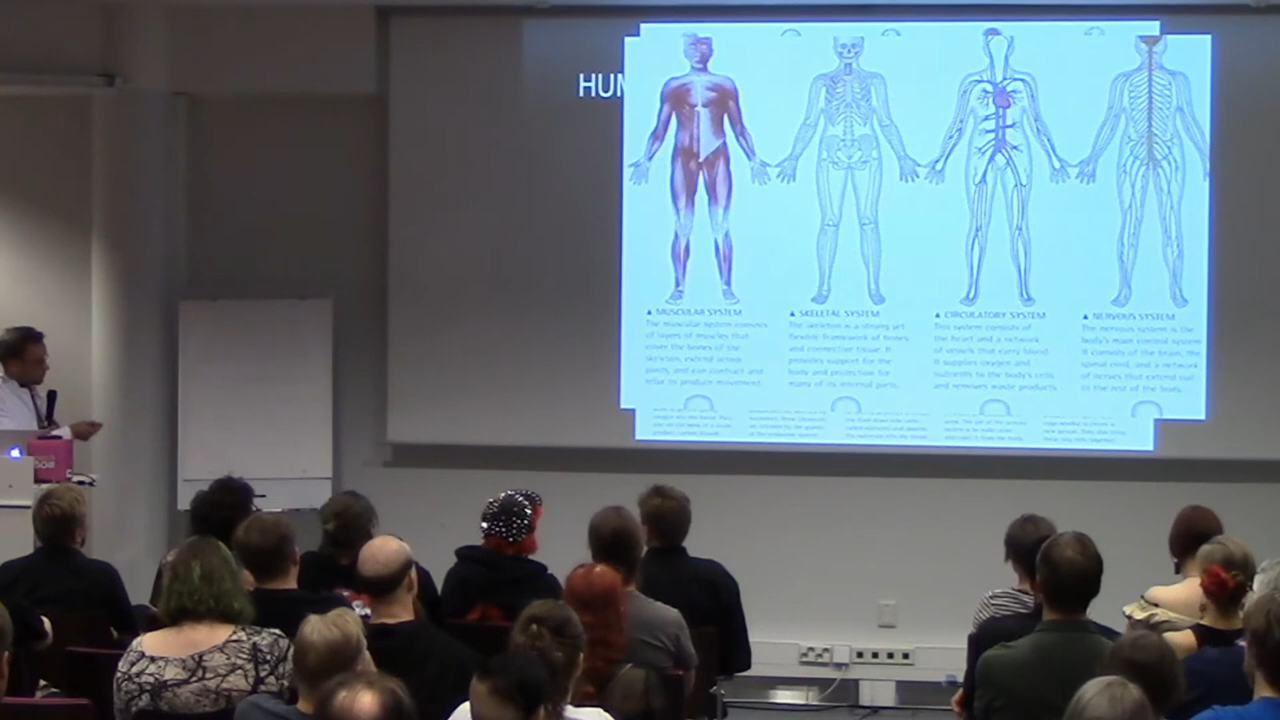 HUM
▲ MUSCULAR SYSTEM
The muscular system consists
of layers of muscles that
cover the bones of the
skeleton, extend across
joints, and can contract and
relax to produce movement.
▲ SKELETAL SYSTEM
The skeleton is a strong yet
flexible framework of bones
and connective tissue. It
provides support for the
body and protection for
many of its internal parts.
▲ CIRCULATORY SYSTEM
This system consists of
the heart and a network
of vessels that carry blood.
It supplies oxygen and
nutrients to the body's cells
and removes waste products.
▲ NERVOUS SYSTEM
The nervous system is the
body's main control system.
It consists of the brain, the
spinal cord, and a network
of nerves that extend out
to the rest of the body.